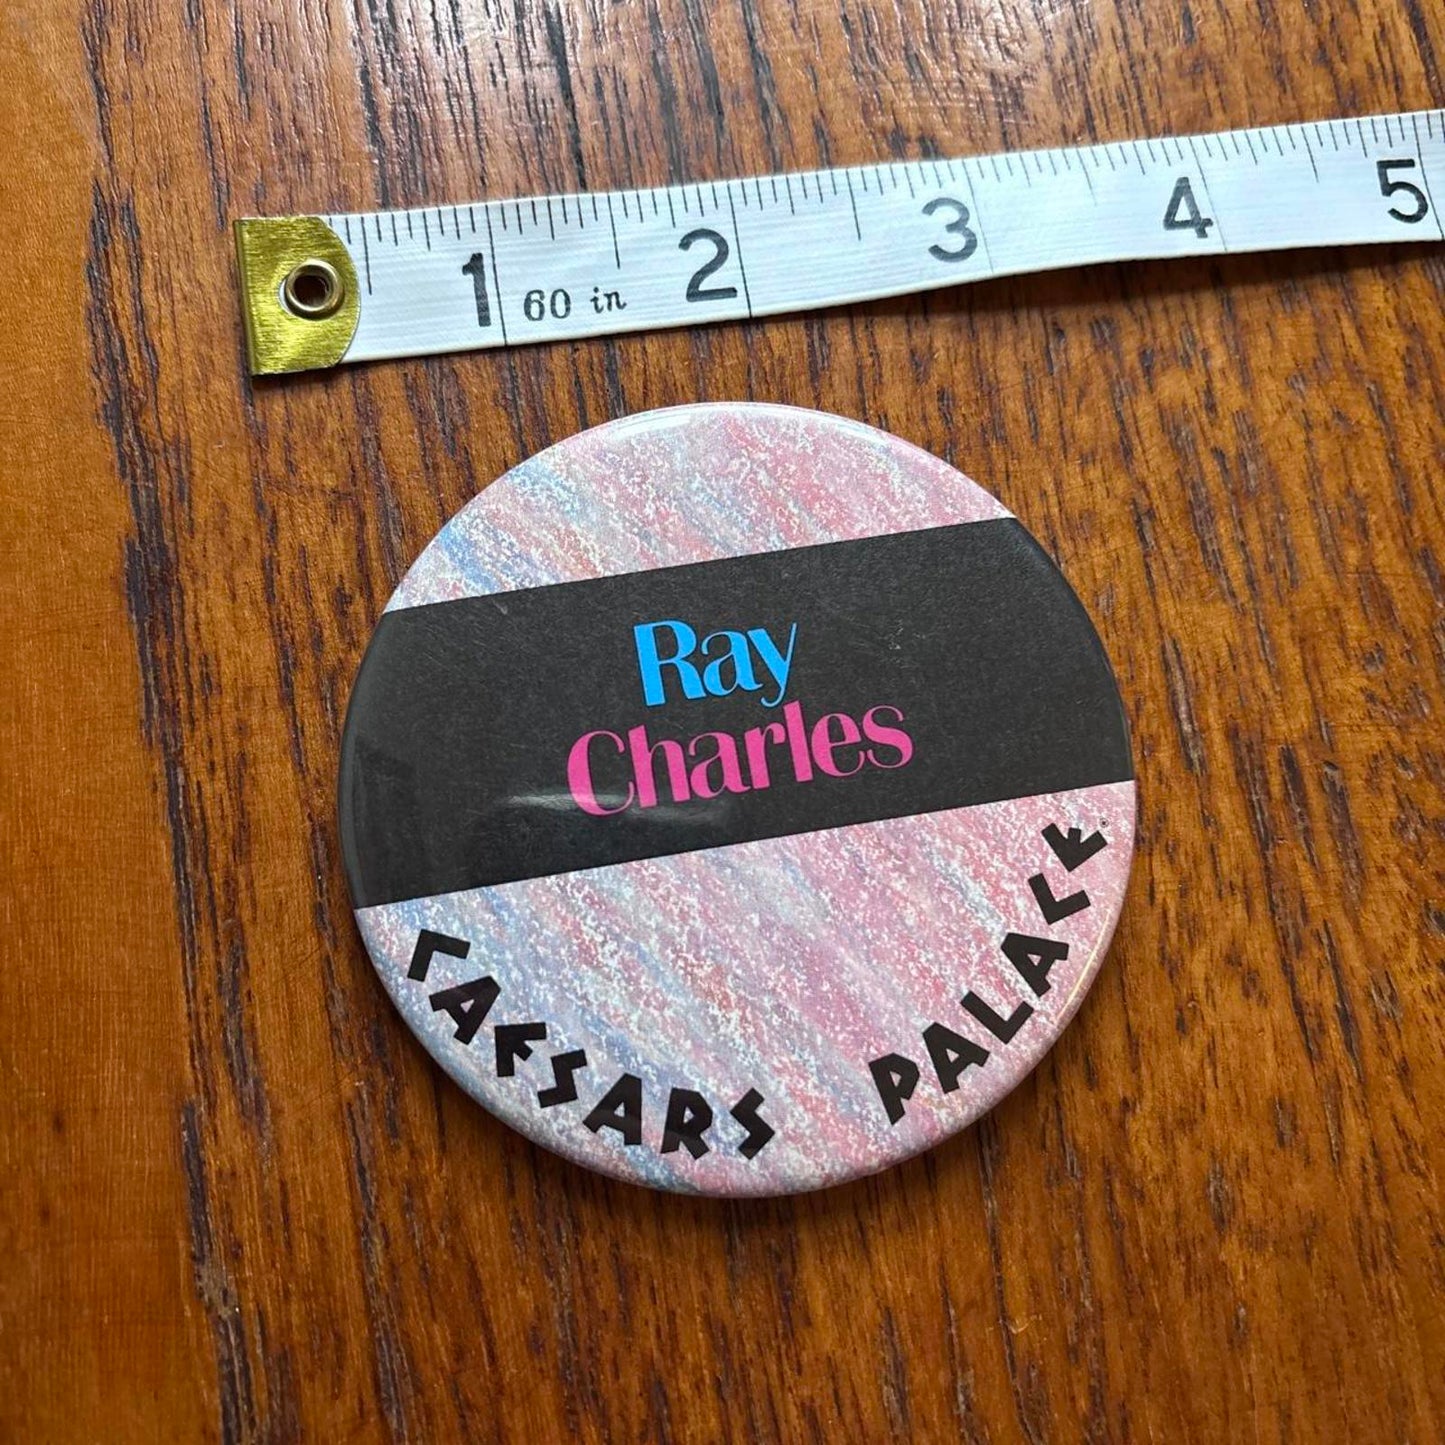 1 2 3 4 5
60 in
Ray
Charles
CAESARS PALACE®